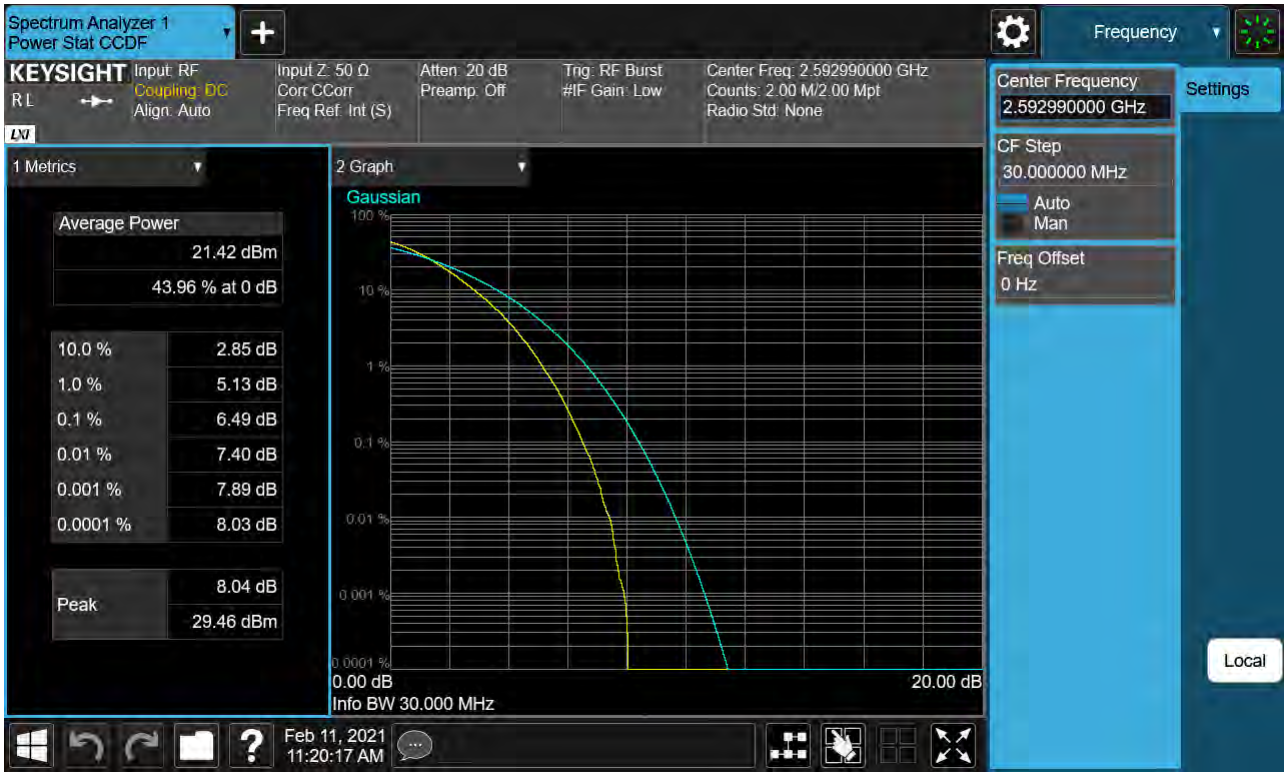 Spectrum Analyzer 1
Power Stat CCDF
Frequency
KEYSIGHT
RL
LXI
Input: RF
Coupling: DC
Align: Auto
Input Z: 50 Ω
Corr CCorr
Freq Ref: Int (S)
Atten: 20 dB
Preamp: Off
Trig: RF Burst
#IF Gain: Low
Center Freq: 2.592990000 GHz
Counts: 2.00 M/2.00 Mpt
Radio Std: None
Center Frequency
2.592990000 GHz
Settings
CF Step
30.000000 MHz
Auto
Man
Freq Offset
0 Hz
Local
1 Metrics
Average Power
21.42 dBm
43.96 % at 0 dB
10.0 % 2.85 dB
1.0 % 5.13 dB
0.1 % 6.49 dB
0.01 % 7.40 dB
0.001 % 7.89 dB
0.0001 % 8.03 dB
Peak
8.04 dB
29.46 dBm
2 Graph
Gaussian
100 %
10 %
1 %
0.1 %
0.01 %
0.001 %
0.0001 %
0.00 dB
20.00 dB
Info BW 30.000 MHz
?
Feb 11, 2021
11:20:17 AM